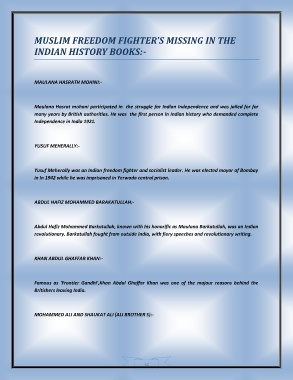 MUSLIM FREEDOM FIGHTER'S MISSING IN THE
INDIAN HISTORY BOOKS:-
MAULANA HASRATH MOHINI:-
Maulana Hasrat mohini participated in the struggle for Indian Independence and was jailed for for
many years by British authorities. He was the first person in Indian history who demanded complete
Independence in India 1921.
YUSUF MEHERALLY:-
Yusuf Meherally was an Indian freedom fighter and socialist leader. He was elected mayor of Bombay
in in 1942 while he was imprisoned in Yerwada central prison.
ABDUL HAFIZ MOHAMMED BARAKATULLAH:-
Abdul Hafiz Mohammed Barkatullah, known with his honorific as Maulana Barkatullah, was an Indian
revolutionary. Barkatullah fought from outside India, with fiery speeches and revolutionary writing.
KHAN ABDUL GHAFFAR KHAN:-
Famous as 'Frontier Gandhi',Khan Abdul Ghaffar Khan was one of the majour reasons behind the
Britishers leaving India.
MOHAMMED ALI AND SHAUKAT ALI (ALI BROTHER S):-